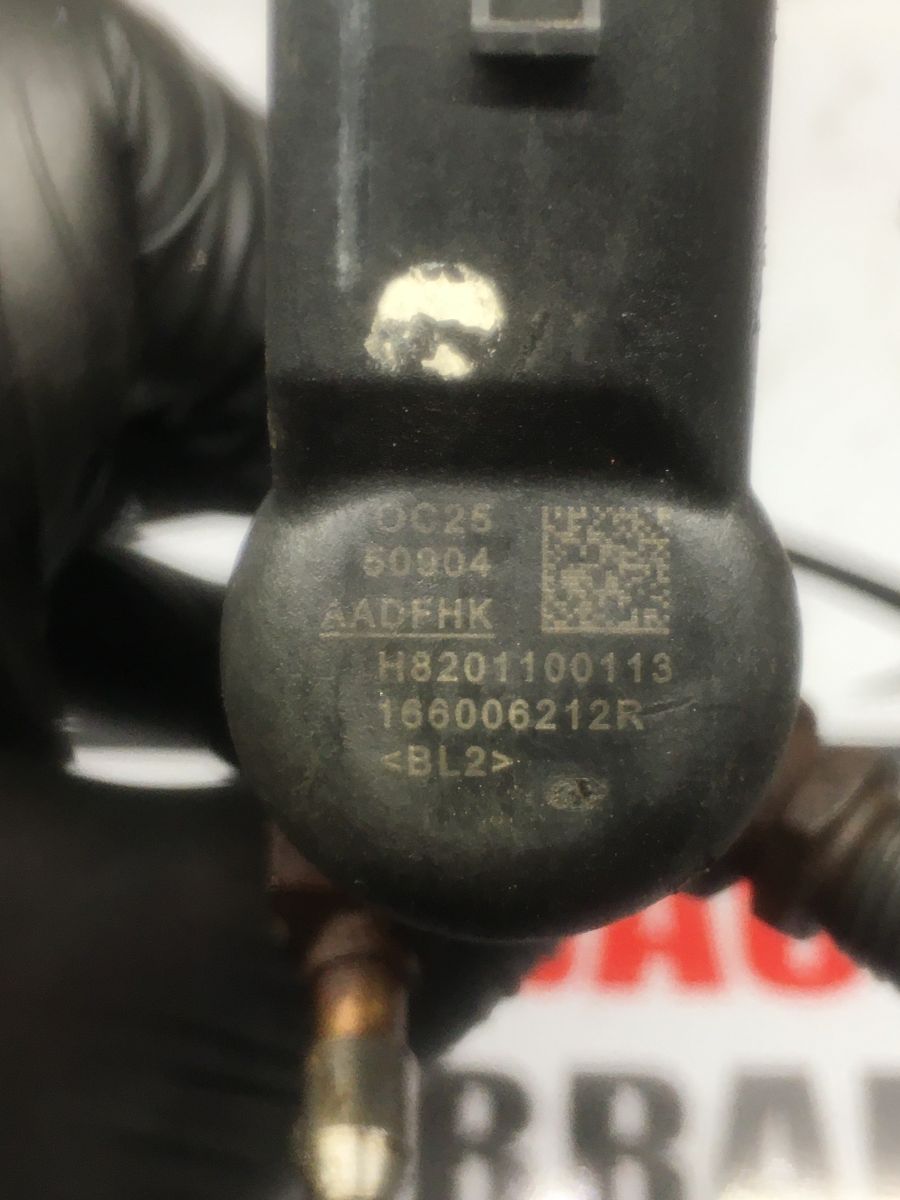 OC25
50904
AADFHK
H8201100113
166006212R
<BL2>